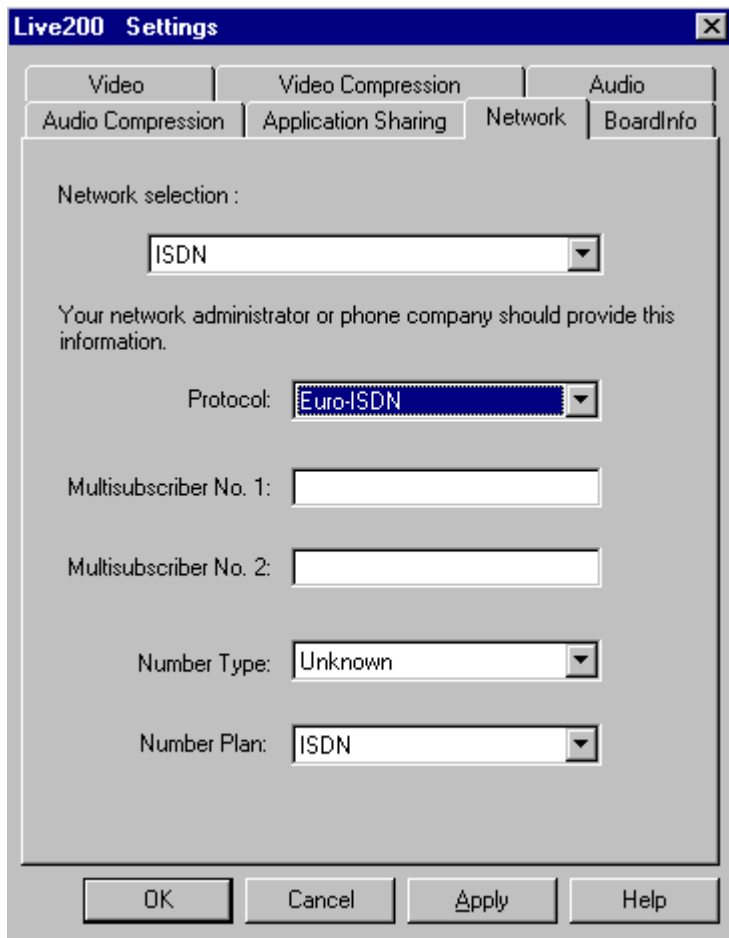 Live200 Settings
Video Video Compression Audio
Audio Compression Application Sharing Network BoardInfo
Network selection :
ISDN
Your network administrator or phone company should provide this
information.
Protocol: Euro-ISDN
Multisubscriber No. 1:
Multisubscriber No. 2:
Number Type: Unknown
Number Plan: ISDN
OK Cancel Apply Help